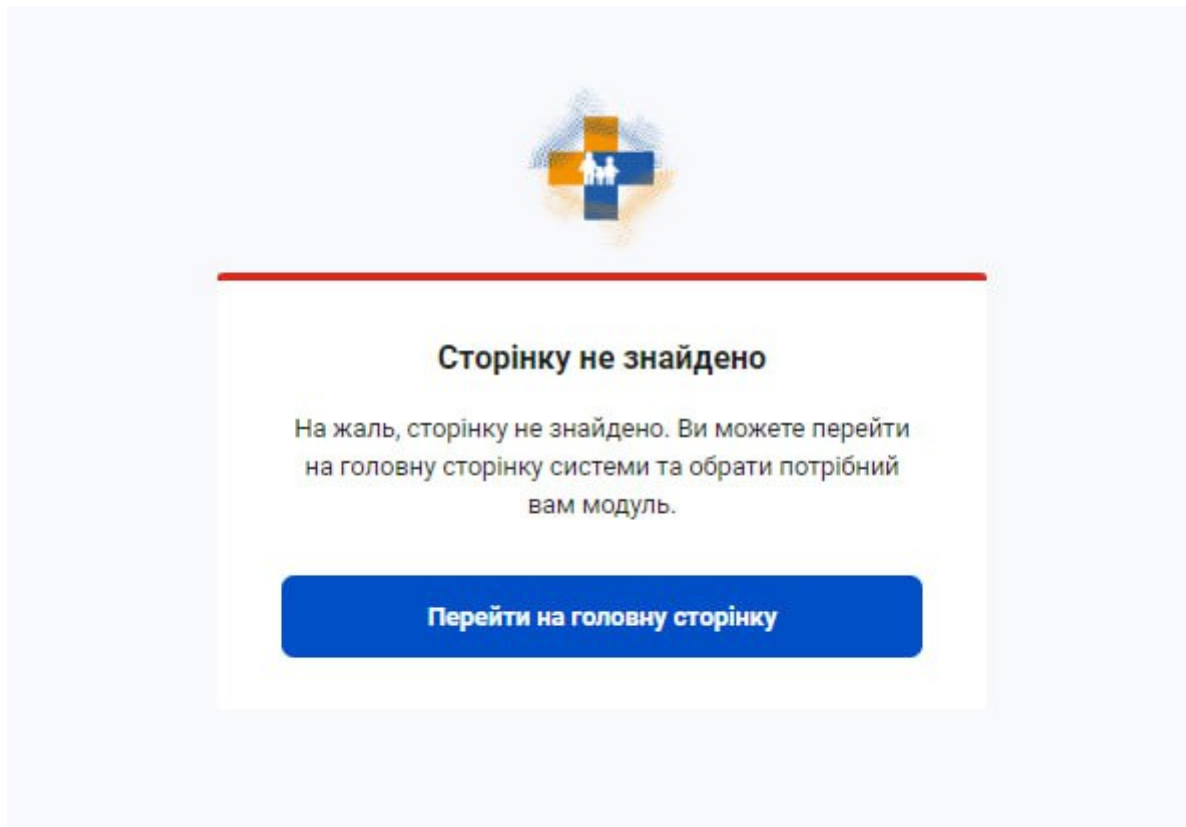 Сторінку не знайдено
На жаль, сторінку не знайдено. Ви можете перейти
на головну сторінку системи та обрати потрібний
вам модуль.
Перейти на головну сторінку